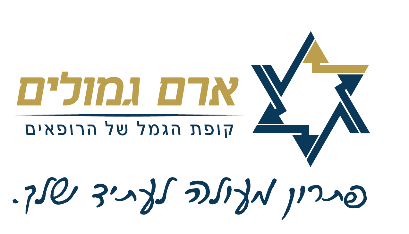 ארם גמולים
קופת הגמל של הרופאים
פתרון מעולה לעתיד שלך.